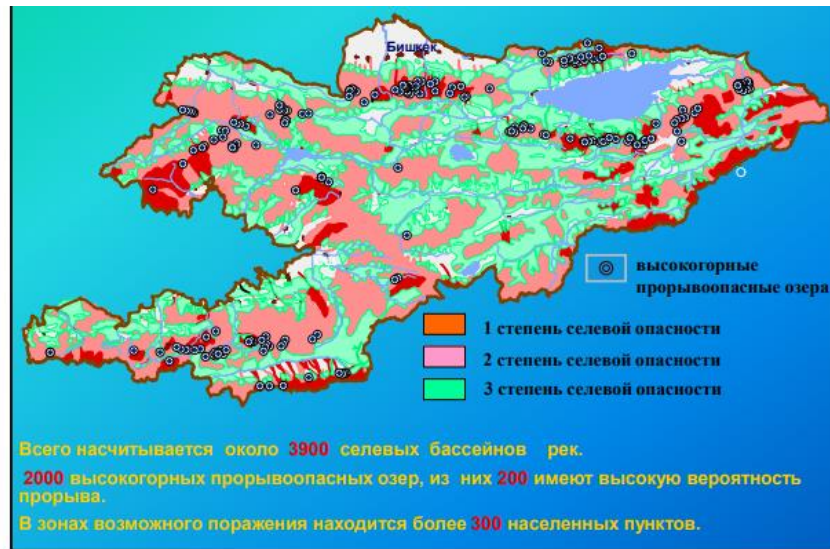 Бишкек
высокогорные
прорывоопасные озера
1 степень селевой опасности
2 степень селевой опасности
3 степень селевой опасности
Всего насчитывается около 3900 селевых бассейнов рек.
2000 высокогорных прорывоопасных озер, из них 200 имеют высокую вероятность
прорыва.
В зонах возможного поражения находится более 300 населенных пунктов.